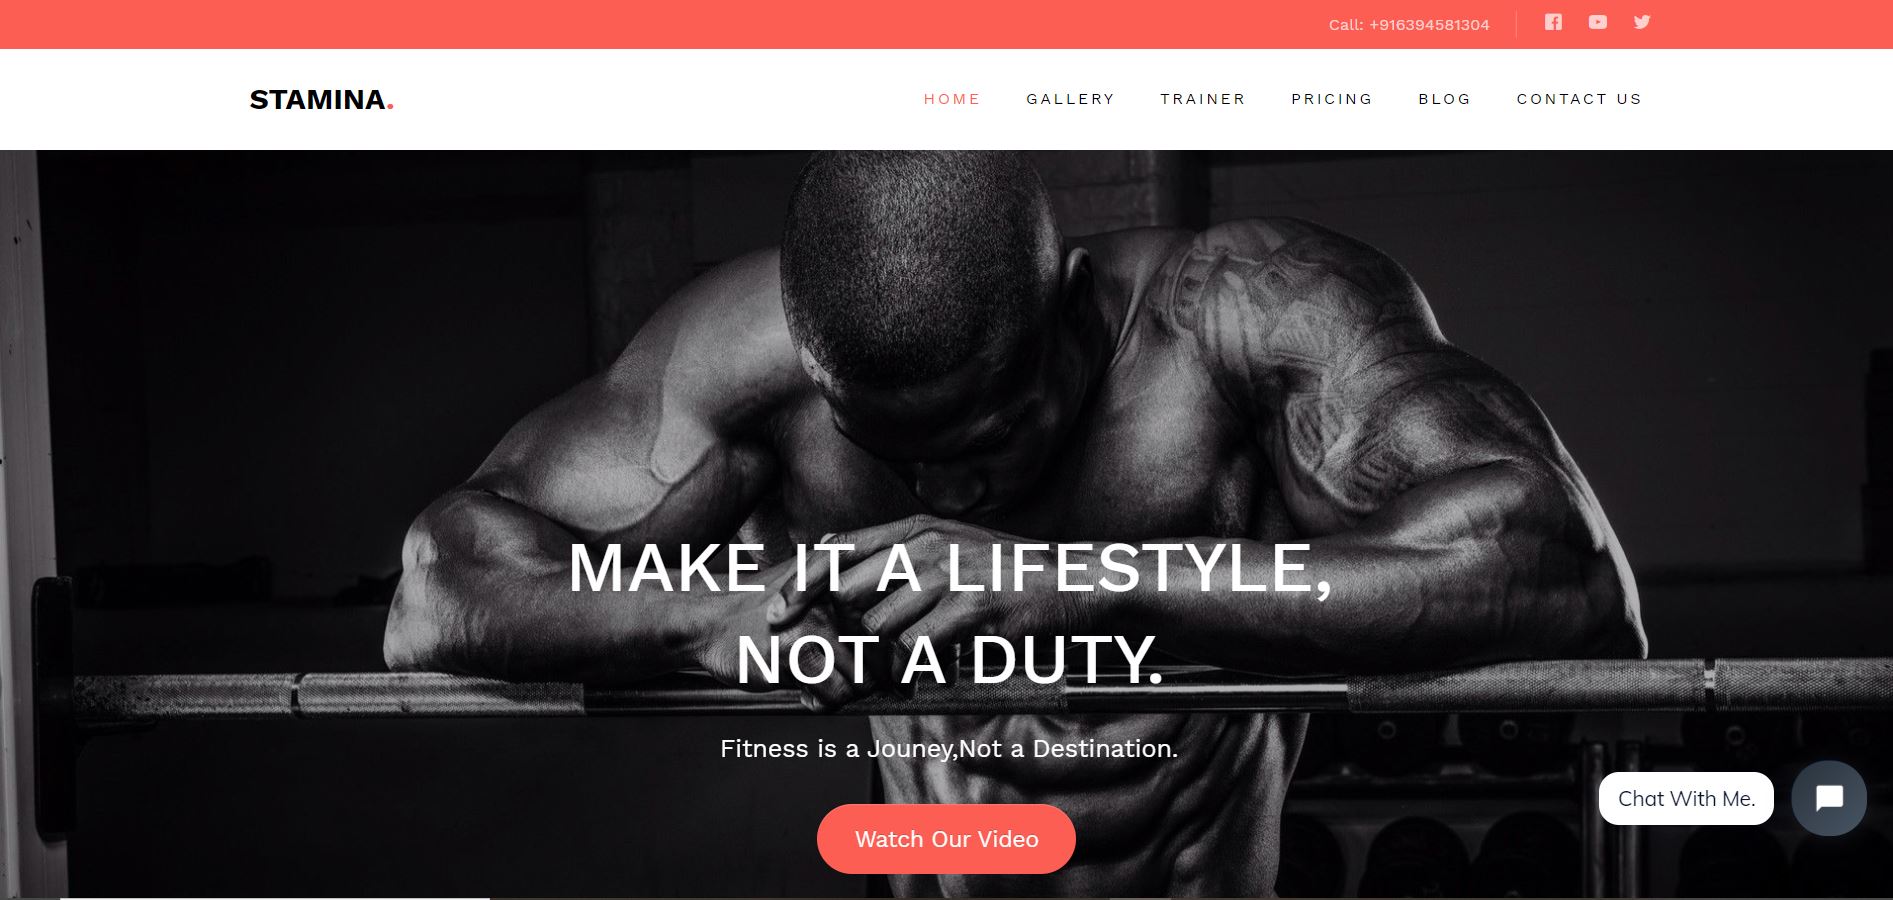 Call: +916394581304
STAMINA.
HOME GALLERY TRAINER PRICING BLOG CONTACT US
MAKE IT A LIFESTYLE,
NOT A DUTY.
Fitness is a Jouney,Not a Destination.
Watch Our Video
Chat With Me.